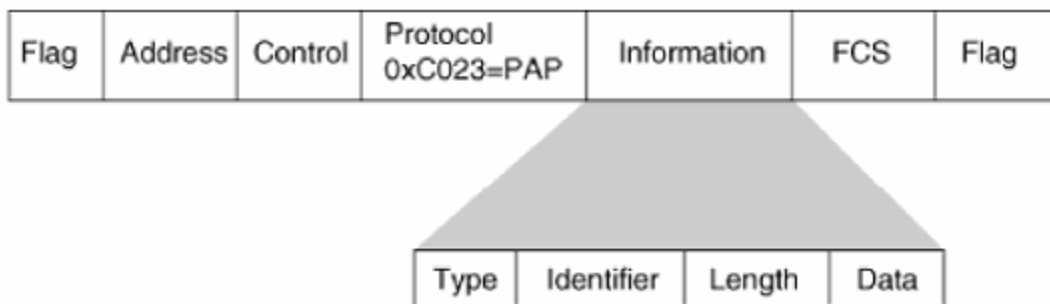 Flag Address Control Protocol 0xC023=PAP Information FCS Flag
Type Identifier Length Data